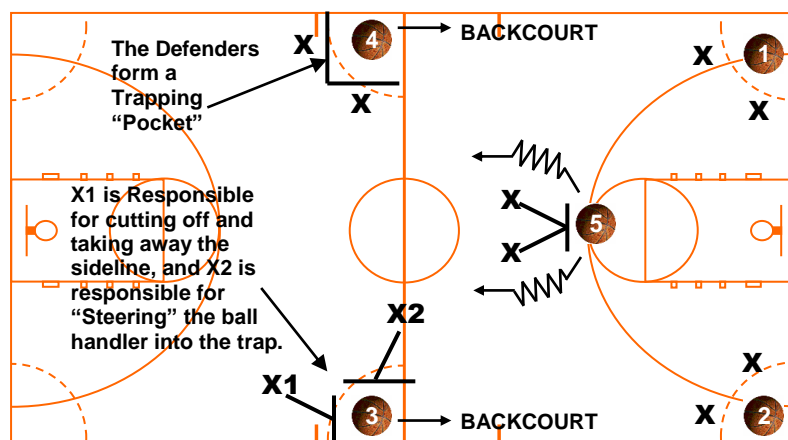 The Defenders
form a
Trapping
“Pocket”
X
4
BACKCOURT
X
X
1
X
X1 is Responsible
for cutting off and
taking away the
sideline, and X2 is
responsible for
“Steering” the ball
handler into the trap.
X
5
X
X2
X1
3
BACKCOURT
X
X
2